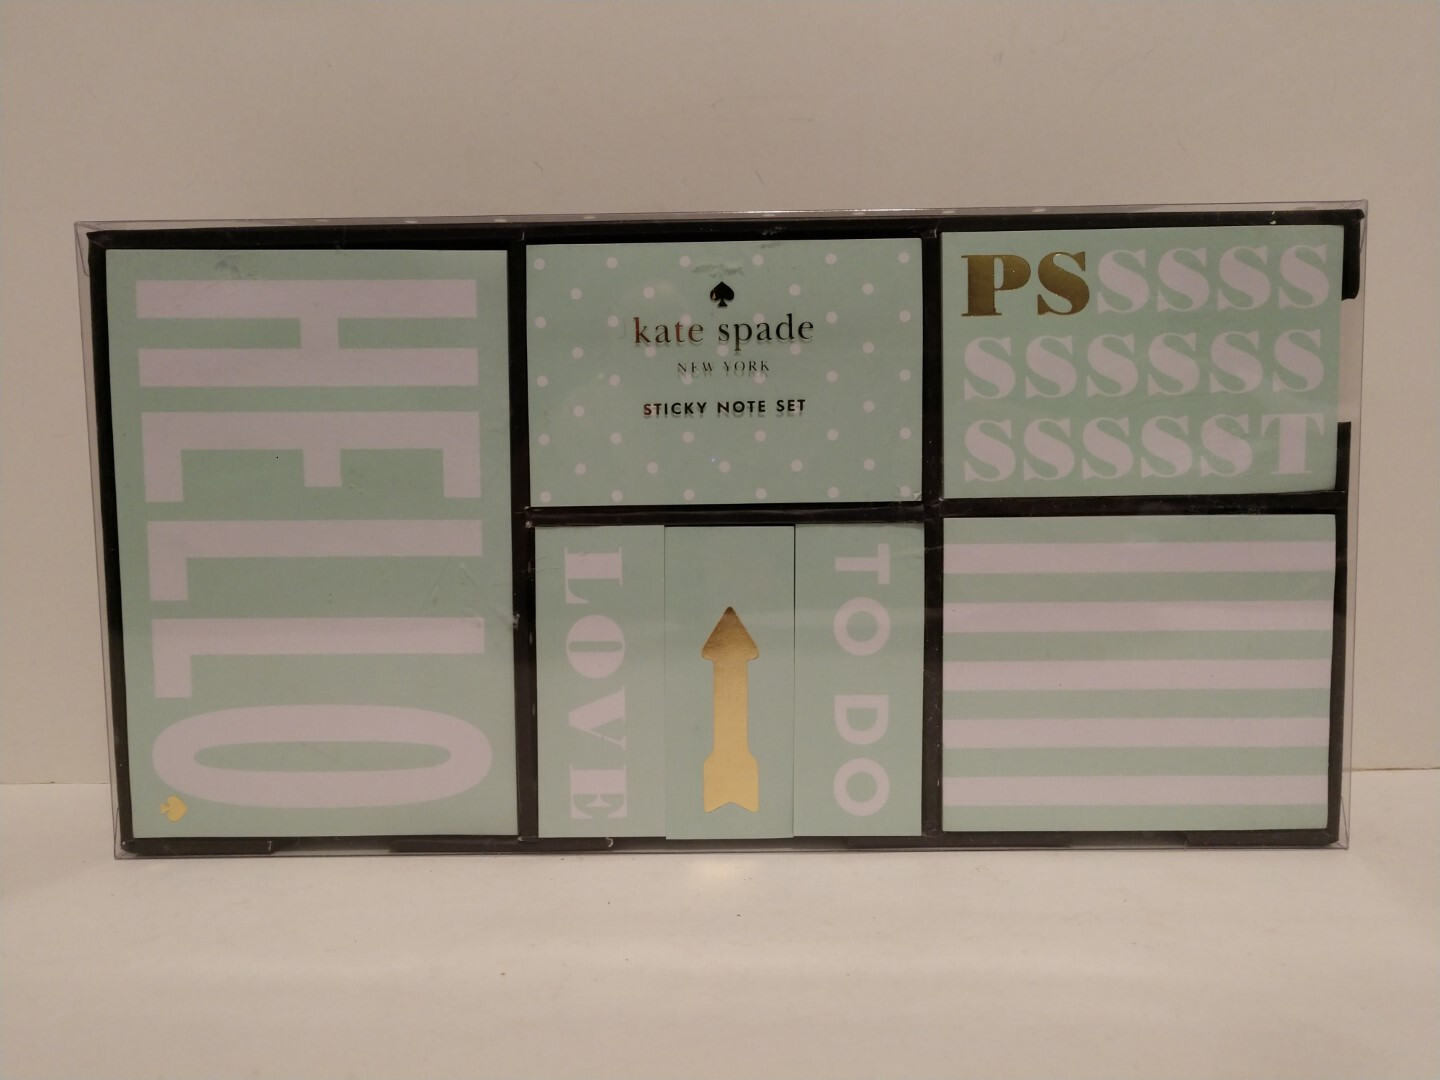 HELLO
kate spade
NEW YORK
STICKY NOTE SET
PSSSSS
SSSSSS
SSSSST
LOVE
TO DO